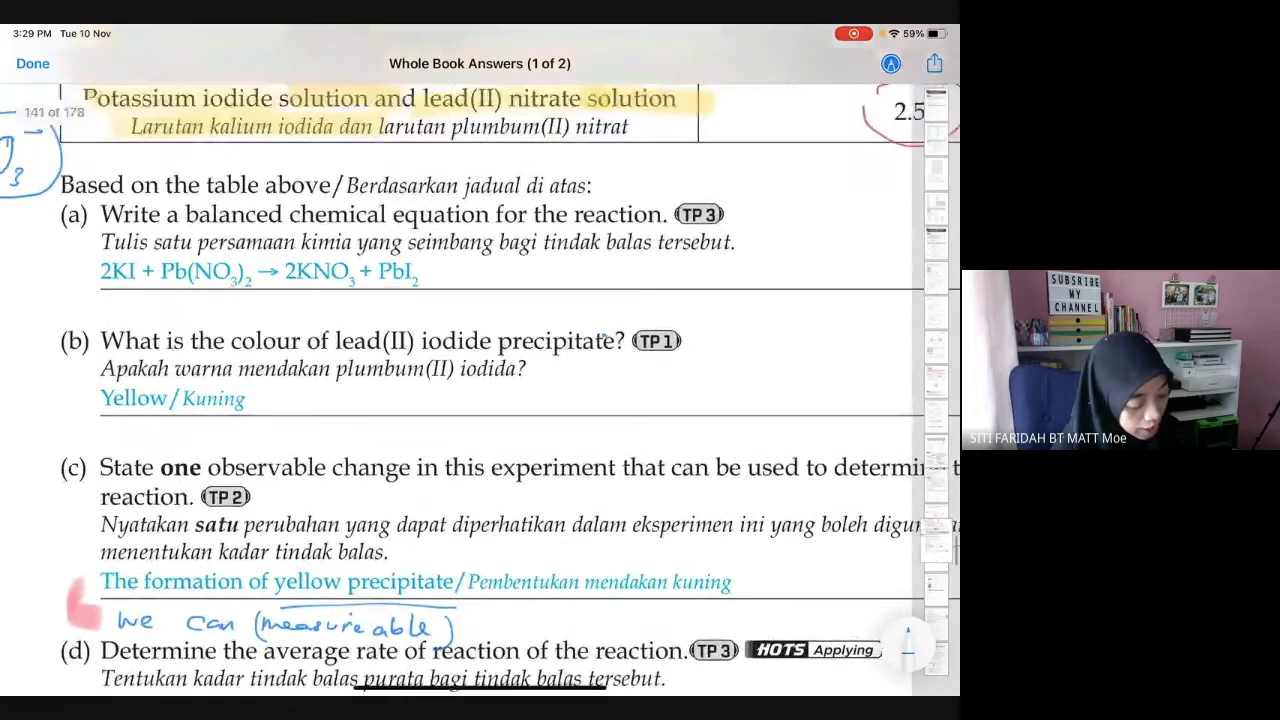 3:29 PM Tue 10 Nov
59%
Done
Whole Book Answers (1 of 2)
Potassium iodide solution and lead(II) nitrate solution
141 of 178
Larutan kalium iodida dan larutan plumbum(II) nitrat
2.5
3
Based on the table above/Berdasarkan jadual di atas:
(a) Write a balanced chemical equation for the reaction. TP 3
Tulis satu persamaan kimia yang seimbang bagi tindak balas tersebut.
2KI + Pb(NO3)2 → 2KNO3 + PbI2
(b) What is the colour of lead(II) iodide precipitate? TP 1
Apakah warna mendakan plumbum(II) iodida?
Yellow/Kuning
(c) State one observable change in this experiment that can be used to determi
reaction. TP 2
Nyatakan satu perubahan yang dapat diperhatikan dalam eksperimen ini yang boleh
menentukan kadar tindak balas.
The formation of yellow precipitate/Pembentukan mendakan kuning
we can (measureable)
(d) Determine the average rate of reaction of the reaction. TP 3 HOTS Applying
Tentukan kadar tindak balas purata bagi tindak balas tersebut.
SUBSCRIBE
MY
CHANNEL
SITI FARIDAH BT MATT Moe